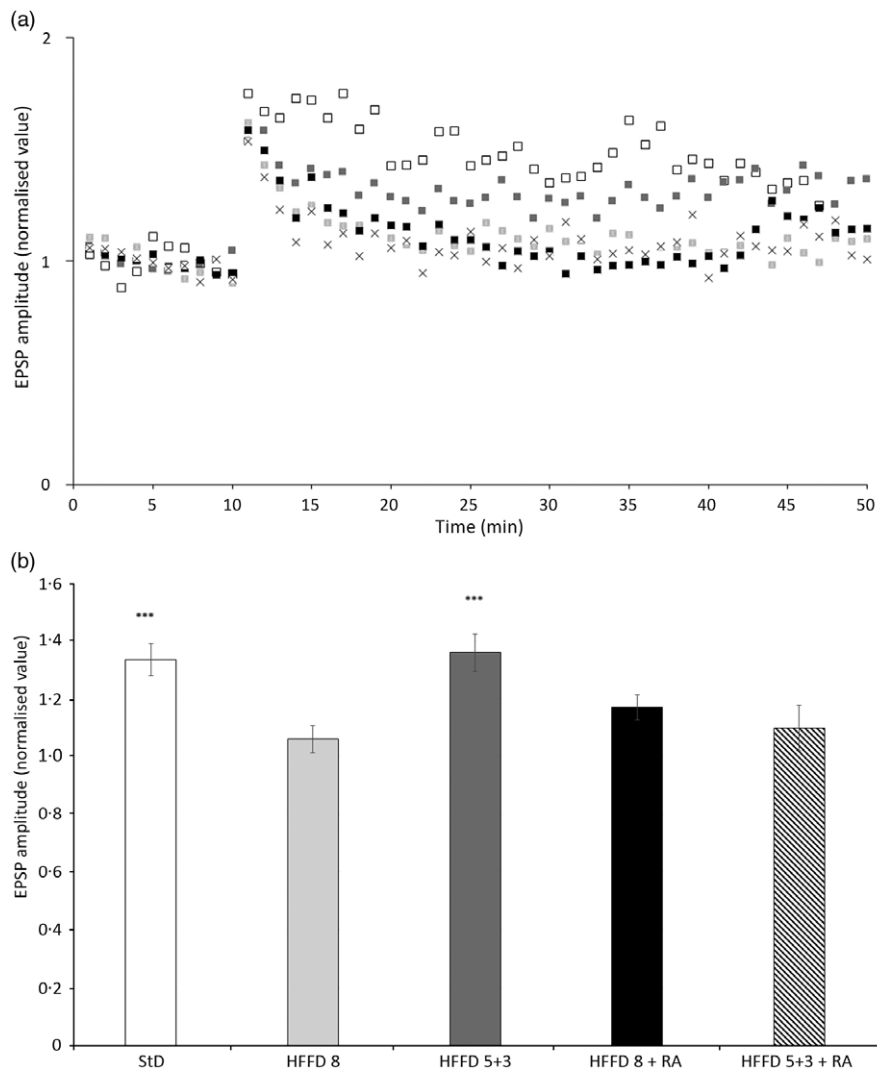 (a)
2
1
0
EPSP amplitude (normalised value)
0 5 10 15 20 25 30 35 40 45 50
Time (min)
(b)
1·6
1·4
1·2
1·0
0·8
0·6
0·4
0·2
0
EPSP amplitude (normalised value)
*** ***
StD HFFD 8 HFFD 5+3 HFFD 8 + RA HFFD 5+3 + RA